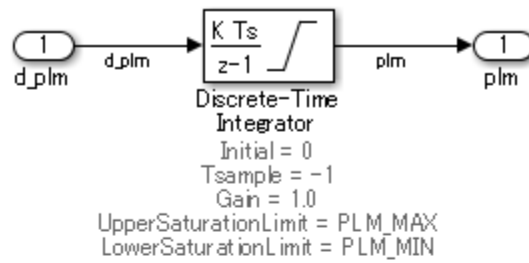 1
d_plm
d_plm
K Ts
z-1
plm
1
plm
Discrete-Time
Integrator
Initial = 0
Tsample = -1
Gain = 1.0
UpperSaturationLimit = PLM_MAX
LowerSaturationLimit = PLM_MIN